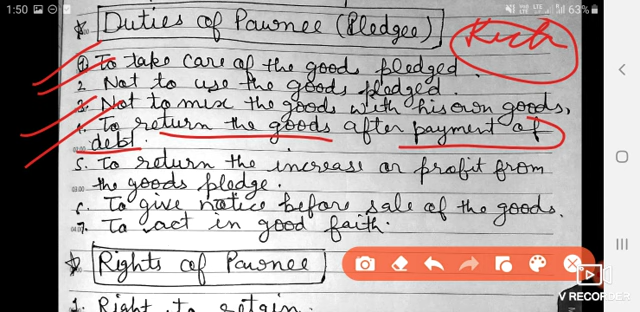 1:50 63%
Duties of Pawnee (Pledgee)
1. To take care of the goods pledged.
2. Not to use the goods pledged.
3. Not to mix the goods with his own goods,
4. To return the goods after payment of
debt.
5. To return the increase or profit from
the goods pledge.
6. To give notice before sale of the goods.
7. To act in good faith.
Rights of Pawnee
1. Right to retain.
V RECORDER